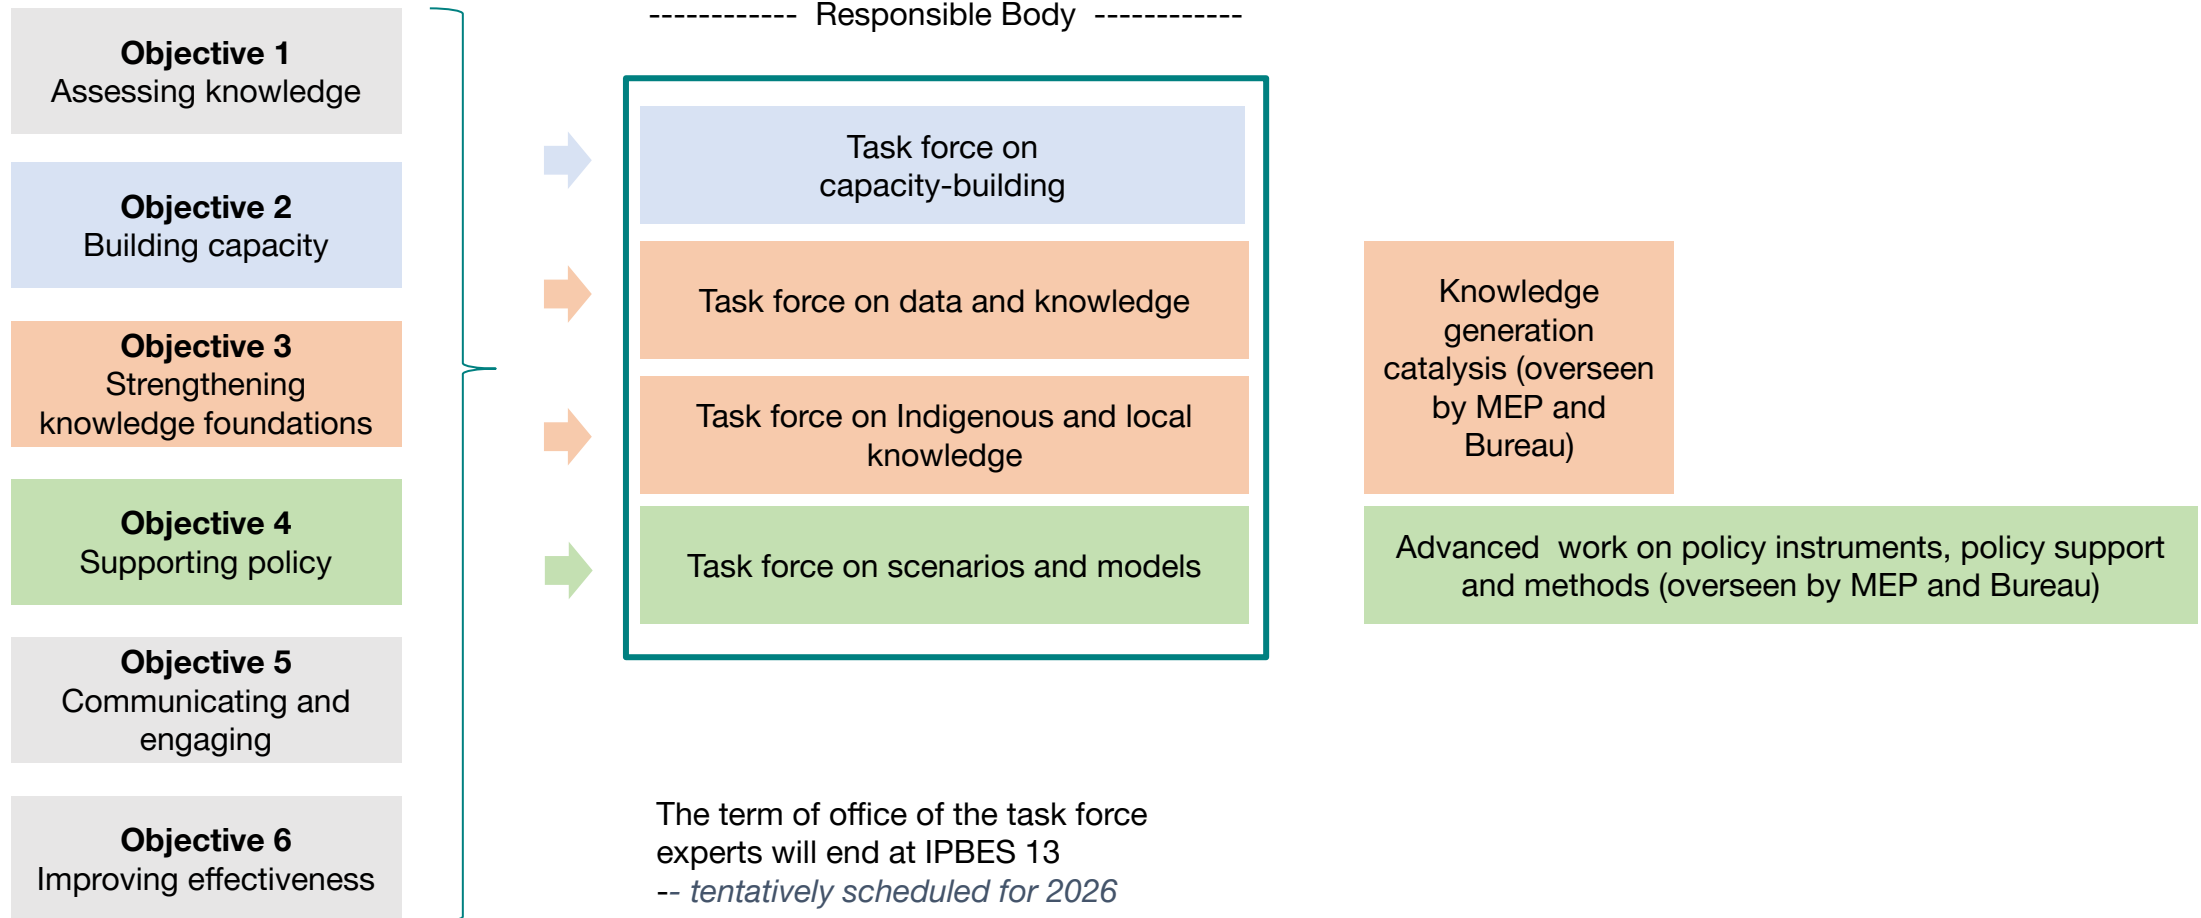 ------------ Responsible Body ------------
Objective 1
Assessing knowledge
Objective 2
Building capacity
Objective 3
Strengthening
knowledge foundations
Objective 4
Supporting policy
Objective 5
Communicating and
engaging
Objective 6
Improving effectiveness
Task force on
capacity-building
Task force on data and knowledge
Task force on Indigenous and local
knowledge
Task force on scenarios and models
Knowledge
generation
catalysis (overseen
by MEP and
Bureau)
Advanced  work on policy instruments, policy support
and methods (overseen by MEP and Bureau)
The term of office of the task force
experts will end at IPBES 13
-- tentatively scheduled for 2026